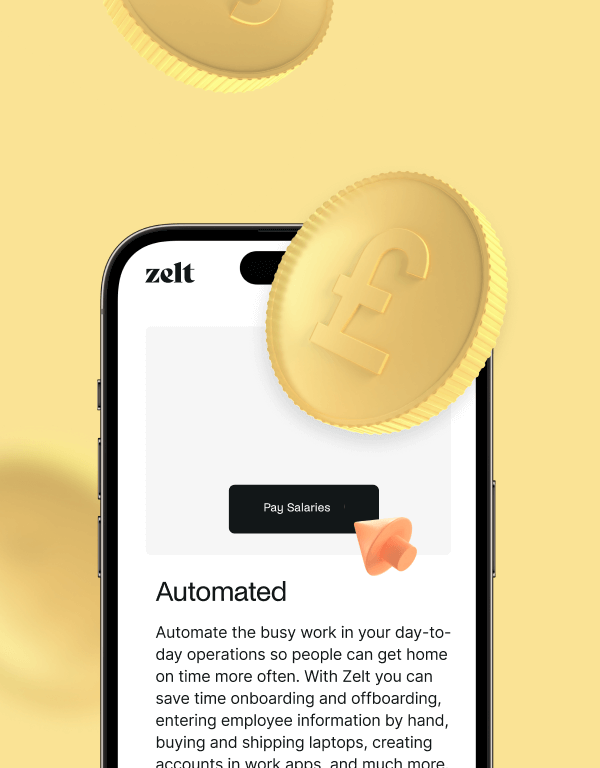 zelt
£
Pay Salaries
Automated
Automate the busy work in your day-to-
day operations so people can get home
on time more often. With Zelt you can
save time onboarding and offboarding,
entering employee information by hand,
buying and shipping laptops, creating
accounts in work apps, and much more.